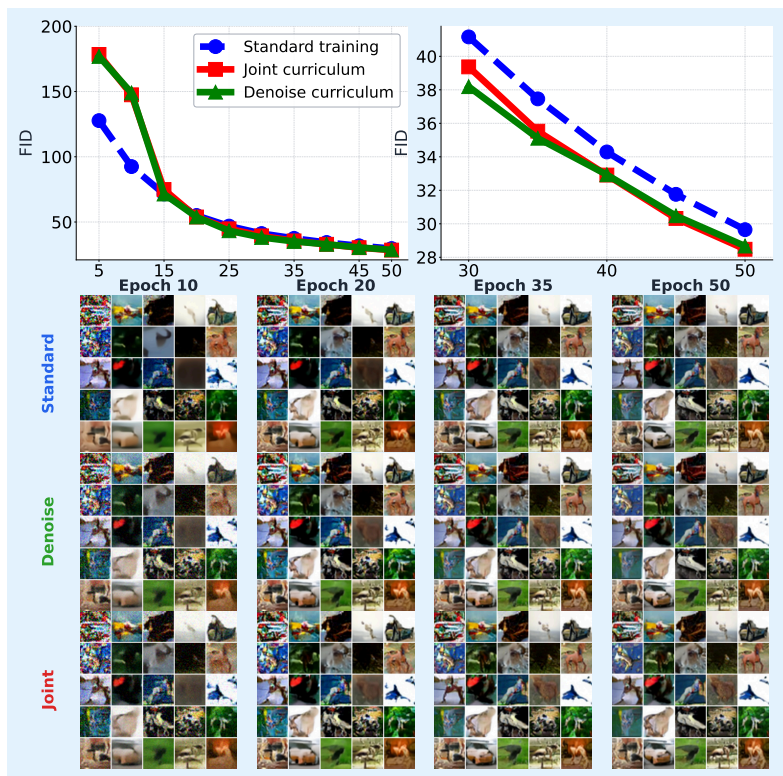 200
150
100
50
FID
Standard training
Joint curriculum
Denoise curriculum
5
15
25
35
45
50
40
38
36
34
32
30
28
FID
30
40
50
Epoch 10
Epoch 20
Epoch 35
Epoch 50
Standard
Denoise
Joint